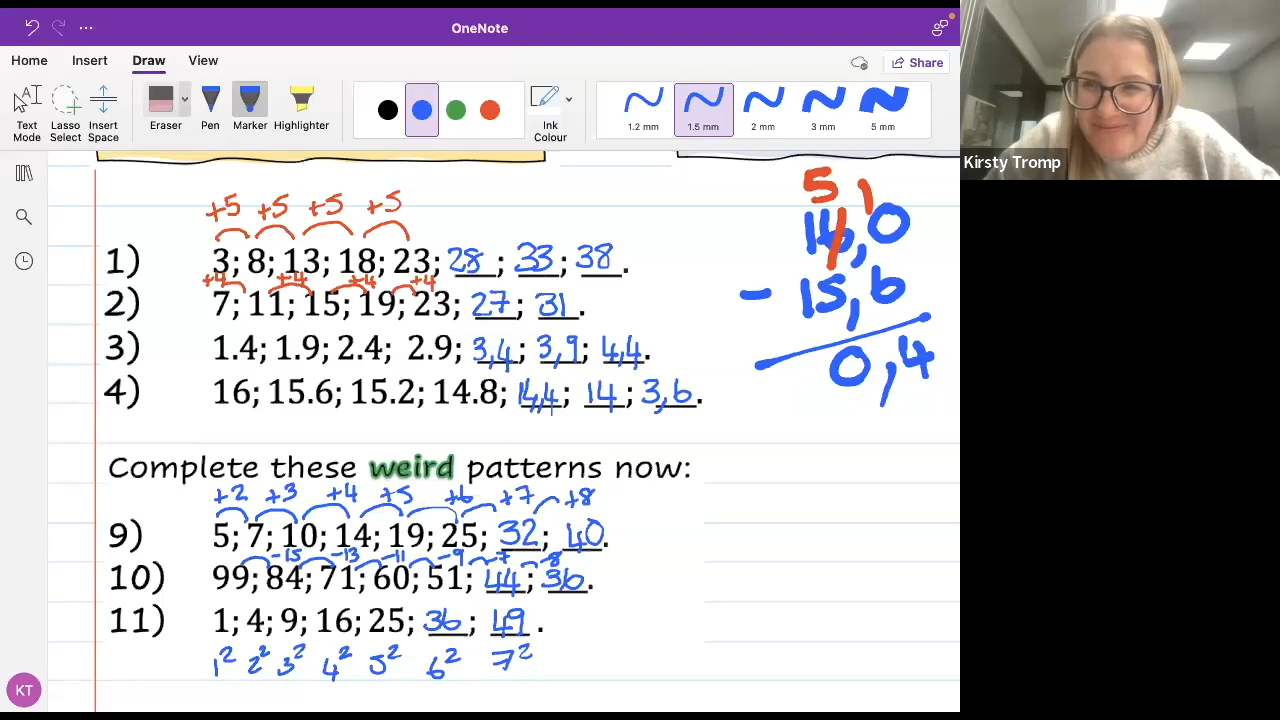 OneNote
Home Insert Draw View Share
Text Mode Lasso Select Insert Space Eraser Pen Marker Highlighter Ink Colour 1.2 mm 1.5 mm 2 mm 3 mm 5 mm
Kirsty Tromp
+5 +5 +5 +5
1) 3; 8; 13; 18; 23; 28; 33; 38.
+4 +4 +4 +4
2) 7; 11; 15; 19; 23; 27; 31.
3) 1.4; 1.9; 2.4; 2.9; 3,4; 3,9; 4,4.
4) 16; 15.6; 15.2; 14.8; 14,4; 14; 3,6.
5 1
16,0
- 15,6
0,4
Complete these weird patterns now:
+2 +3 +4 +5 +6 +7 +8
9) 5; 7; 10; 14; 19; 25; 32; 40.
-15 -13 -11 -9 -7 -8
10) 99; 84; 71; 60; 51; 44; 36.
11) 1; 4; 9; 16; 25; 36; 49.
1² 2² 3² 4² 5² 6² 7²
KT